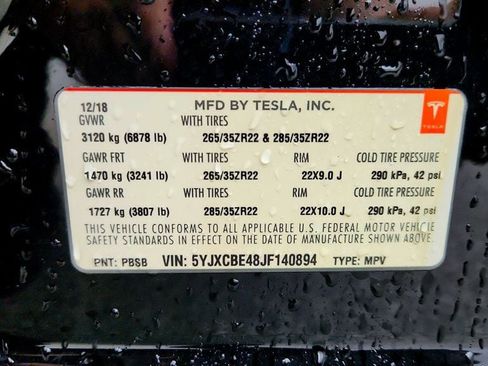 12/18 MFD BY TESLA, INC.
GVWR WITH TIRES
TESLA
3120 kg (6878 lb) 265/35ZR22 & 285/35ZR22
GAWR FRT WITH TIRES RIM COLD TIRE PRESSURE
1470 kg (3241 lb) 265/35ZR22 22X9.0 J 290 kPa, 42 psi
GAWR RR WITH TIRES RIM COLD TIRE PRESSURE
1727 kg (3807 lb) 285/35ZR22 22X10.0 J 290 kPa, 42 psi
THIS VEHICLE CONFORMS TO ALL APPLICABLE U.S. FEDERAL MOTOR VEHICLE
SAFETY STANDARDS IN EFFECT ON THE DATE OF MANUFACTURE SHOWN ABOVE.
PNT: PBSB VIN: 5YJXCBE48JF140894 TYPE: MPV